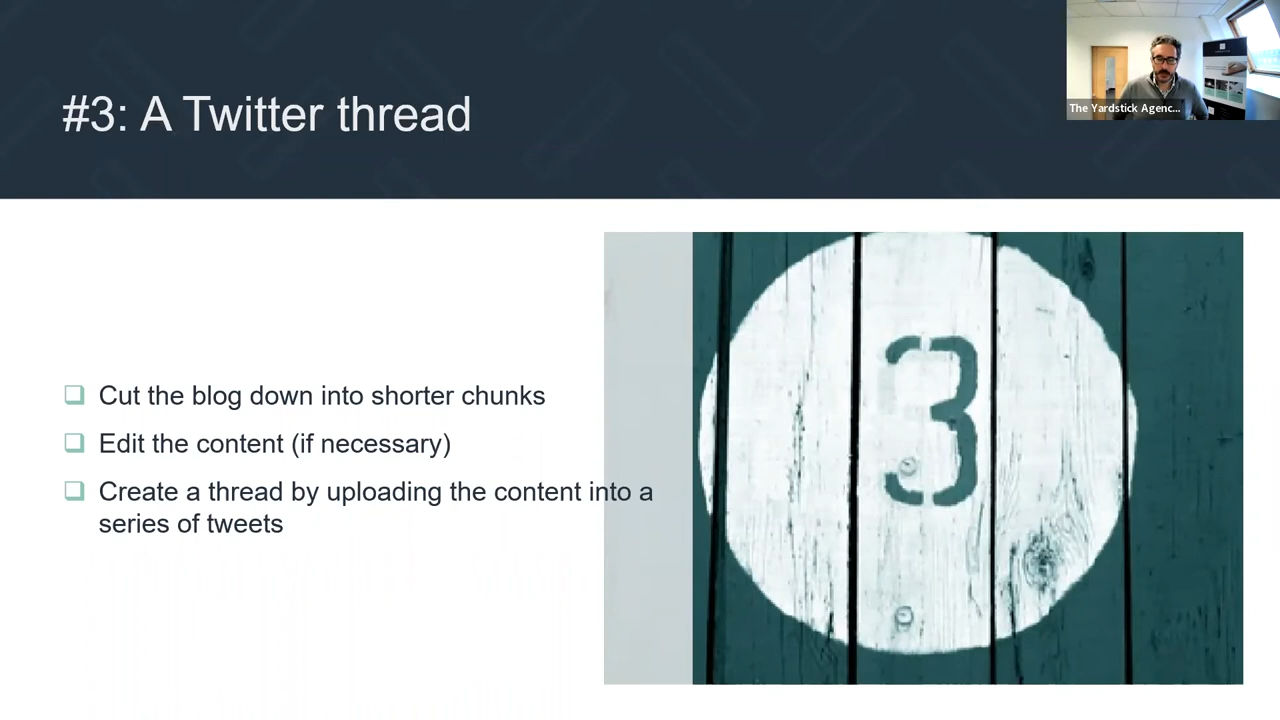 #3: A Twitter thread
The Yardstick Agenc...
Cut the blog down into shorter chunks
Edit the content (if necessary)
Create a thread by uploading the content into a
series of tweets
3